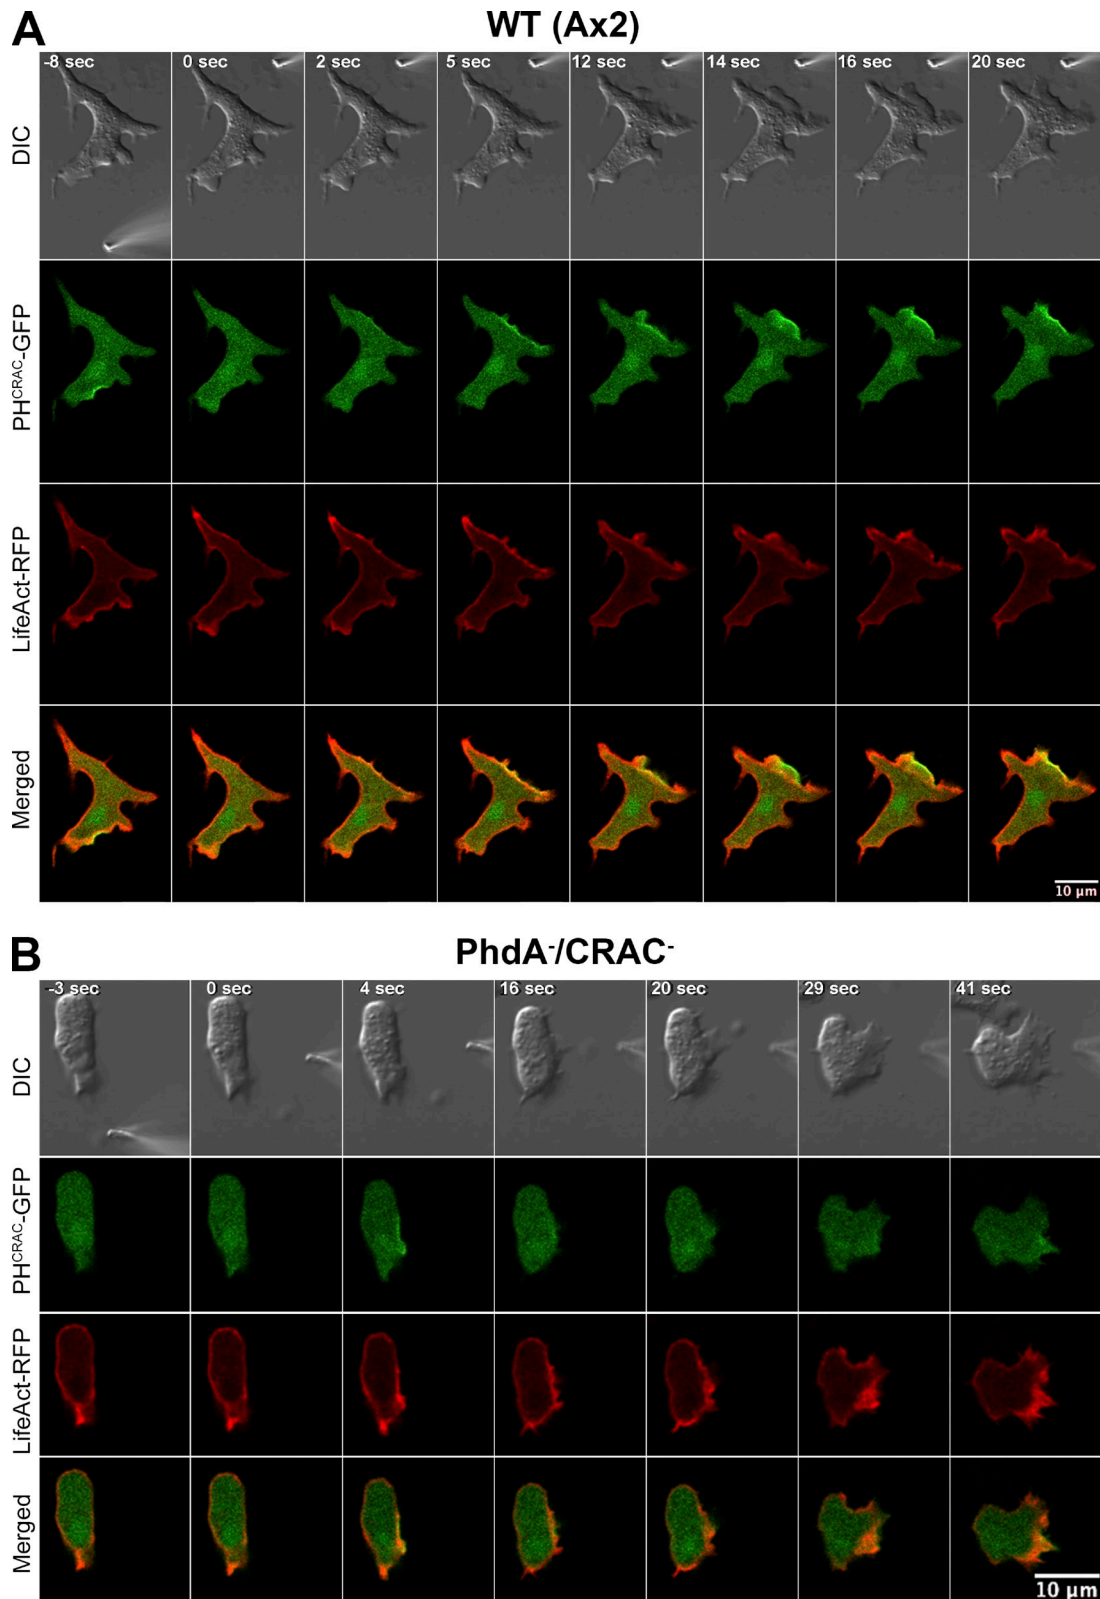 A
WT (Ax2)
-8 sec 0 sec 2 sec 5 sec 12 sec 14 sec 16 sec 20 sec
DIC
PHCRAC-GFP
LifeAct-RFP
Merged
10 µm
B
PhdA-/CRAC-
-3 sec 0 sec 4 sec 16 sec 20 sec 29 sec 41 sec
DIC
PHCRAC-GFP
LifeAct-RFP
Merged
10 µm